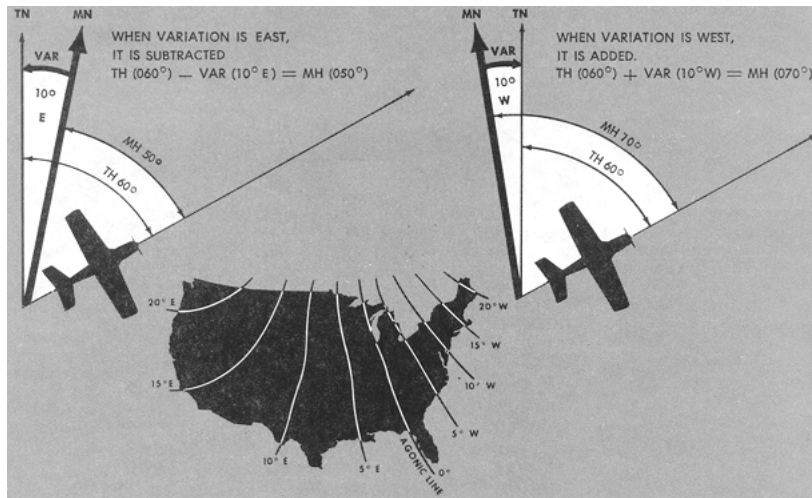 TN
MN
VAR
10°
E
MH 50°
TH 60°
WHEN VARIATION IS EAST,
IT IS SUBTRACTED
TH (060°) — VAR (10° E) = MH (050°)
MN
TN
VAR
10°
W
MH 70°
TH 60°
WHEN VARIATION IS WEST,
IT IS ADDED.
TH (060°) + VAR (10°W) = MH (070°)
20° E
15°E
10° E
5° E
AGONIC LINE
0°
5° W
10° W
15° W
20° W